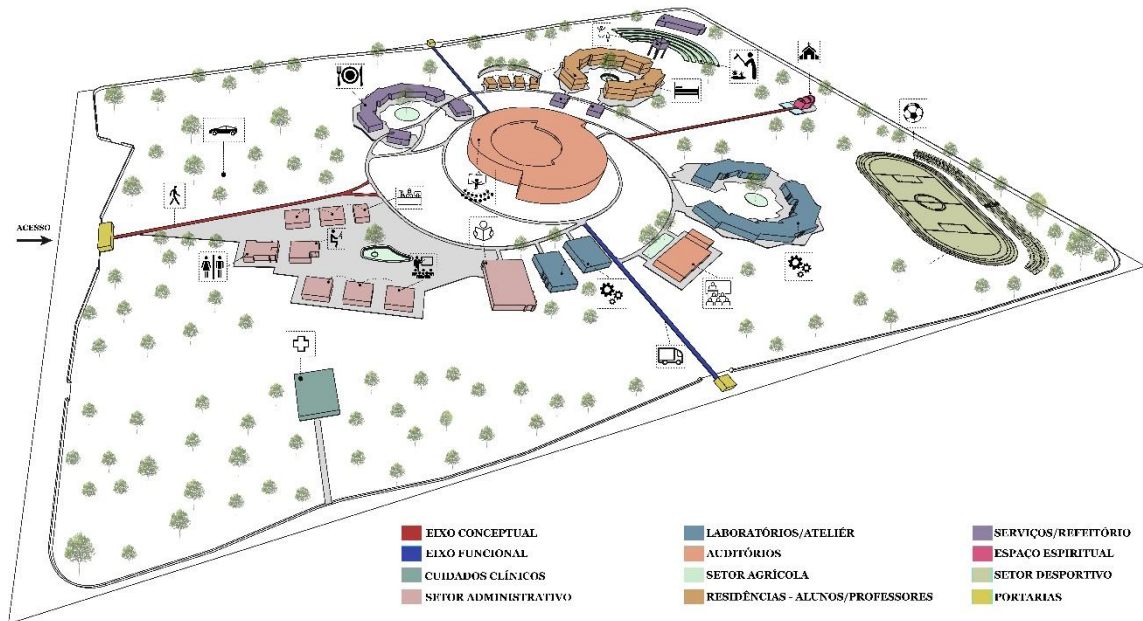 ACESSO
EIXO CONCEPTUAL
EIXO FUNCIONAL
CUIDADOS CLÍNICOS
SETOR ADMINISTRATIVO
LABORATÓRIOS/ATELIÉR
AUDITÓRIOS
SETOR AGRÍCOLA
RESIDÊNCIAS - ALUNOS/PROFESSORES
SERVIÇOS/REFEITÓRIO
ESPAÇO ESPIRITUAL
SETOR DESPORTIVO
PORTARIAS